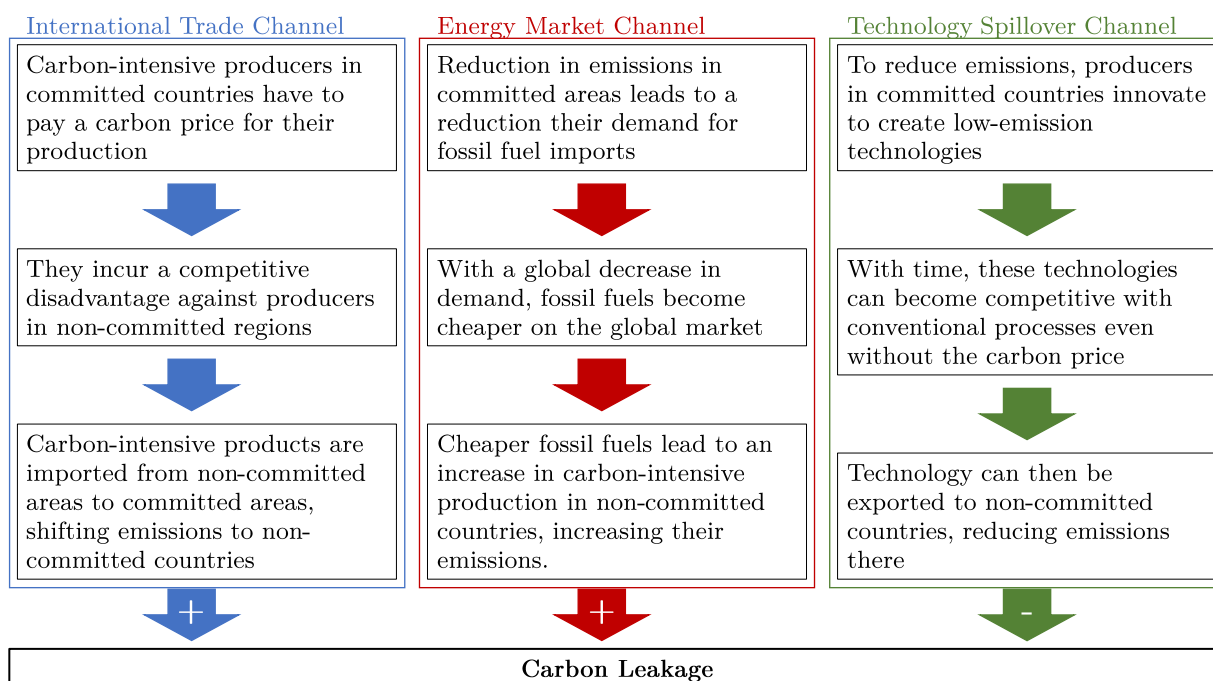 International Trade Channel
Carbon-intensive producers in
committed countries have to
pay a carbon price for their
production
They incur a competitive
disadvantage against producers
in non-committed regions
Carbon-intensive products are
imported from non-committed
areas to committed areas,
shifting emissions to non-
committed countries
+
Energy Market Channel
Reduction in emissions in
committed areas leads to a
reduction their demand for
fossil fuel imports
With a global decrease in
demand, fossil fuels become
cheaper on the global market
Cheaper fossil fuels lead to an
increase in carbon-intensive
production in non-committed
countries, increasing their
emissions.
+
Technology Spillover Channel
To reduce emissions, producers
in committed countries innovate
to create low-emission
technologies
With time, these technologies
can become competitive with
conventional processes even
without the carbon price
Technology can then be
exported to non-committed
countries, reducing emissions
there
-
Carbon Leakage